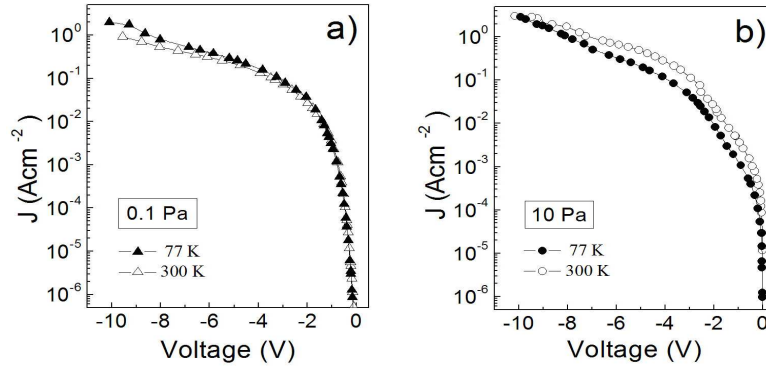 a)
J (Acm⁻²)
10⁰
10⁻¹
10⁻²
10⁻³
10⁻⁴
10⁻⁵
10⁻⁶
0.1 Pa
77 K
300 K
-10 -8 -6 -4 -2 0
Voltage (V)
b)
J (Acm⁻²)
10⁰
10⁻¹
10⁻²
10⁻³
10⁻⁴
10⁻⁵
10⁻⁶
10 Pa
77 K
300 K
-10 -8 -6 -4 -2 0
Voltage (V)